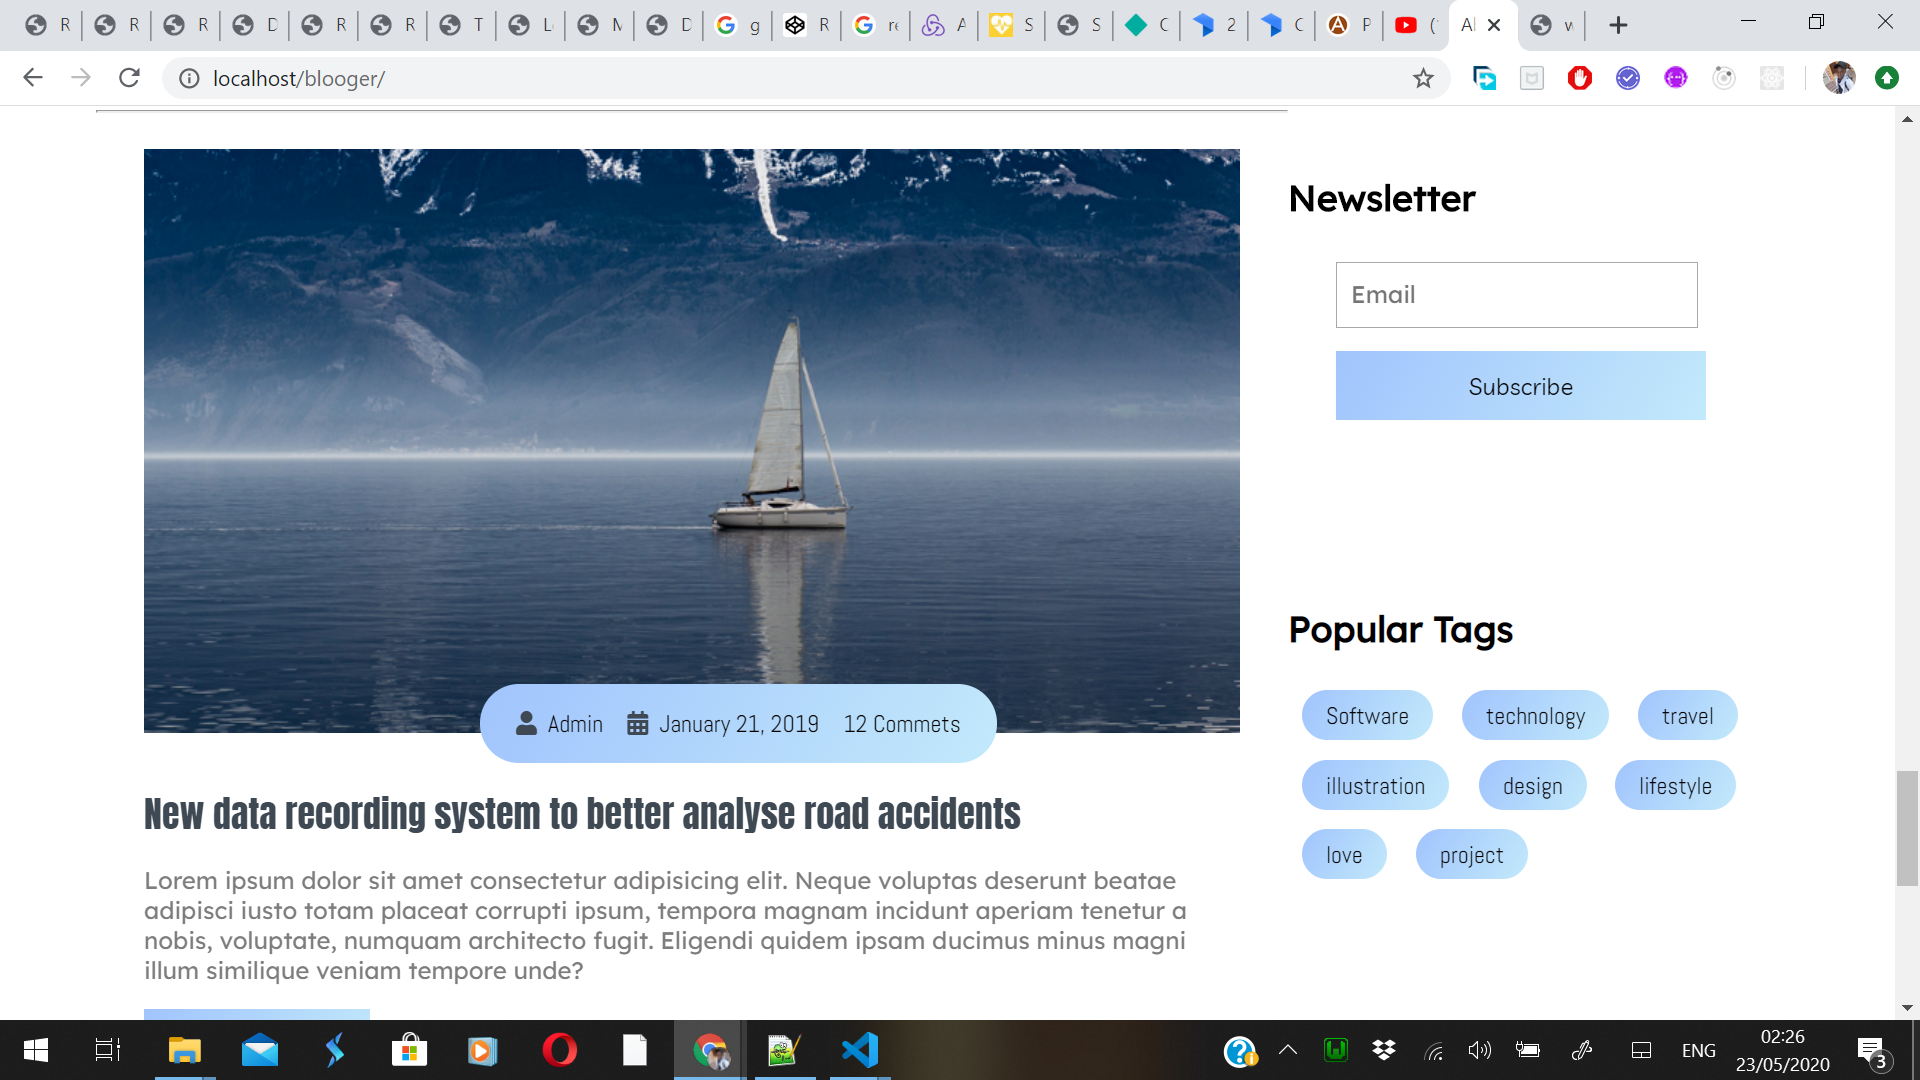 R R R D R R T L M D g R re A S S C 2 C P ( Al w
localhost/blooger/
Newsletter
Email
Subscribe
Admin January 21, 2019 12 Commets
New data recording system to better analyse road accidents
Lorem ipsum dolor sit amet consectetur adipisicing elit. Neque voluptas deserunt beatae
adipisci iusto totam placeat corrupti ipsum, tempora magnam incidunt aperiam tenetur a
nobis, voluptate, numquam architecto fugit. Eligendi quidem ipsam ducimus minus magni
illum similique veniam tempore unde?
Popular Tags
Software technology travel
illustration design lifestyle
love project
ENG
02:26
23/05/2020
3